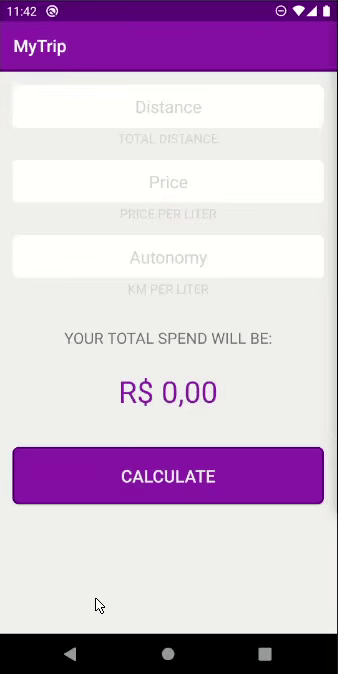 11:42
MyTrip
Distance
TOTAL DISTANCE
Price
PRICE PER LITER
Autonomy
KM PER LITER
YOUR TOTAL SPEND WILL BE:
R$ 0,00
CALCULATE